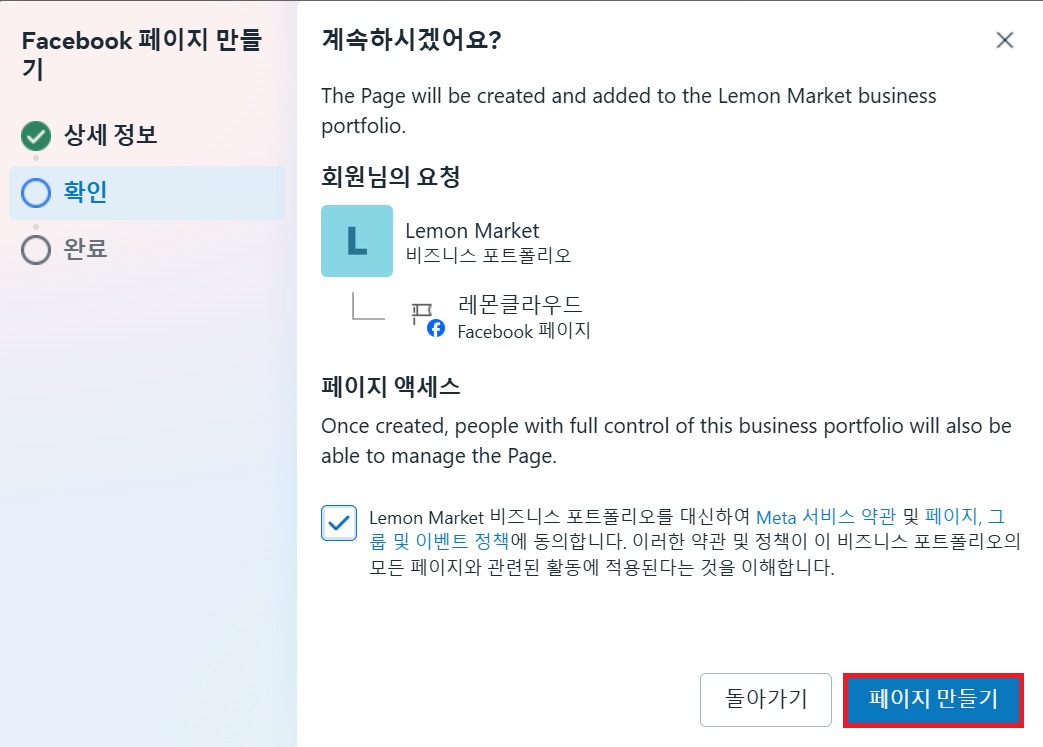 Facebook 페이지 만들
기
상세 정보
확인
완료
계속하시겠어요?
The Page will be created and added to the Lemon Market business
portfolio.
회원님의 요청
L
Lemon Market
비즈니스 포트폴리오
레몬클라우드
Facebook 페이지
페이지 액세스
Once created, people with full control of this business portfolio will also be
able to manage the Page.
Lemon Market 비즈니스 포트폴리오를 대신하여 Meta 서비스 약관 및 페이지, 그
룹 및 이벤트 정책에 동의합니다. 이러한 약관 및 정책이 이 비즈니스 포트폴리오의
모든 페이지와 관련된 활동에 적용된다는 것을 이해합니다.
돌아가기
페이지 만들기